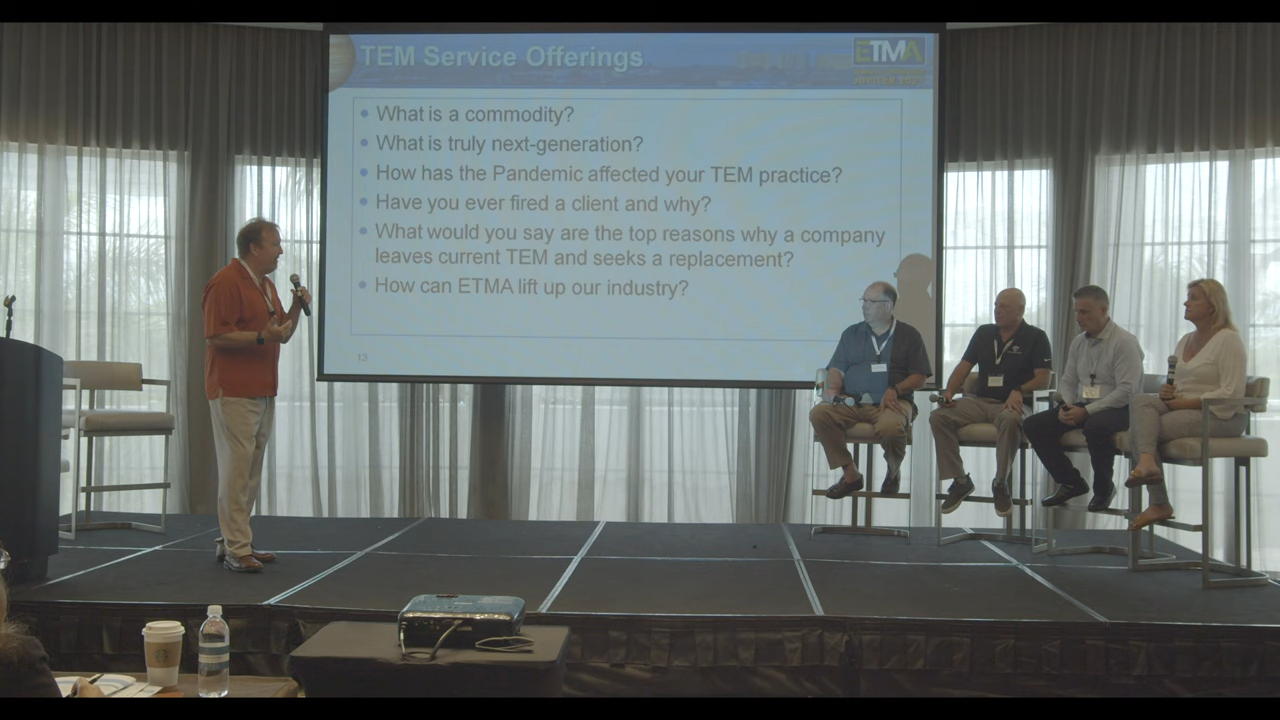 TEM Service Offerings
ETMA
What is a commodity?
What is truly next-generation?
How has the Pandemic affected your TEM practice?
Have you ever fired a client and why?
What would you say are the top reasons why a company
leaves current TEM and seeks a replacement?
How can ETMA lift up our industry?
13